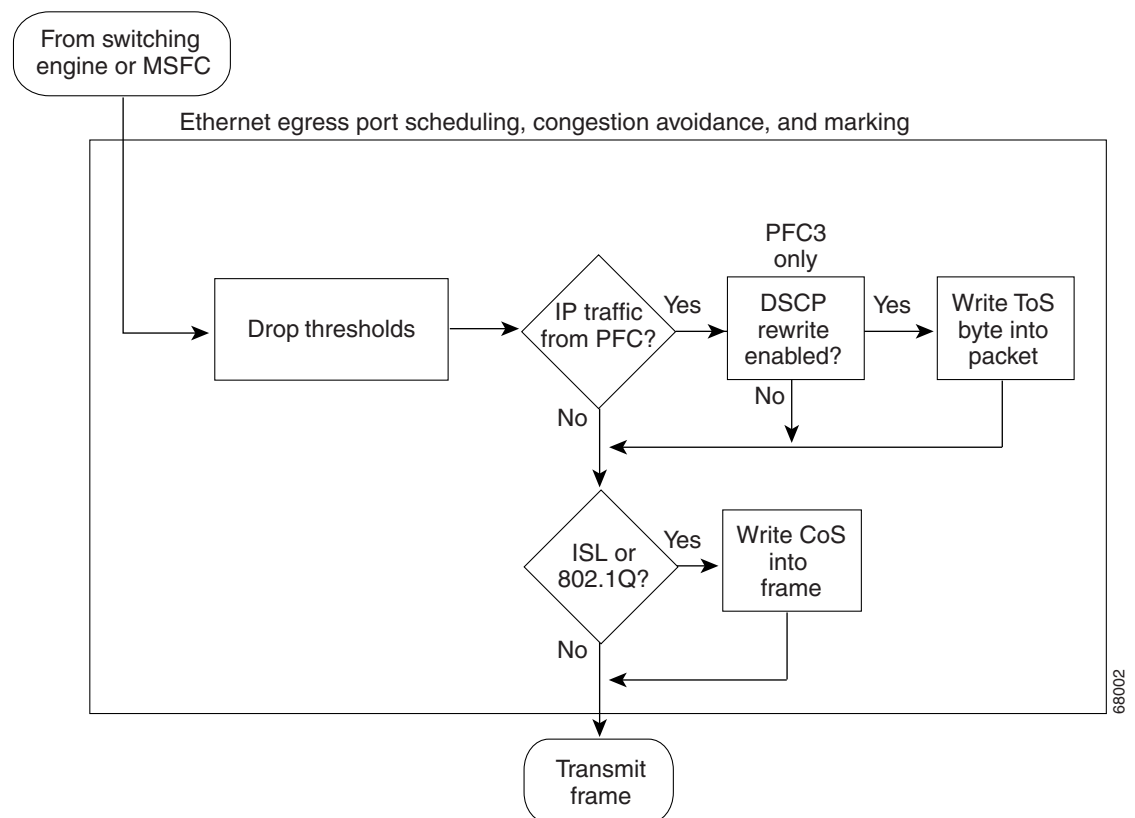 From switching
engine or MSFC
Ethernet egress port scheduling, congestion avoidance, and marking
PFC3
only
Drop thresholds
IP traffic
from PFC?
Yes
DSCP
rewrite
enabled?
Yes
Write ToS
byte into
packet
No
No
ISL or
802.1Q?
Yes
Write CoS
into
frame
No
68002
Transmit
frame